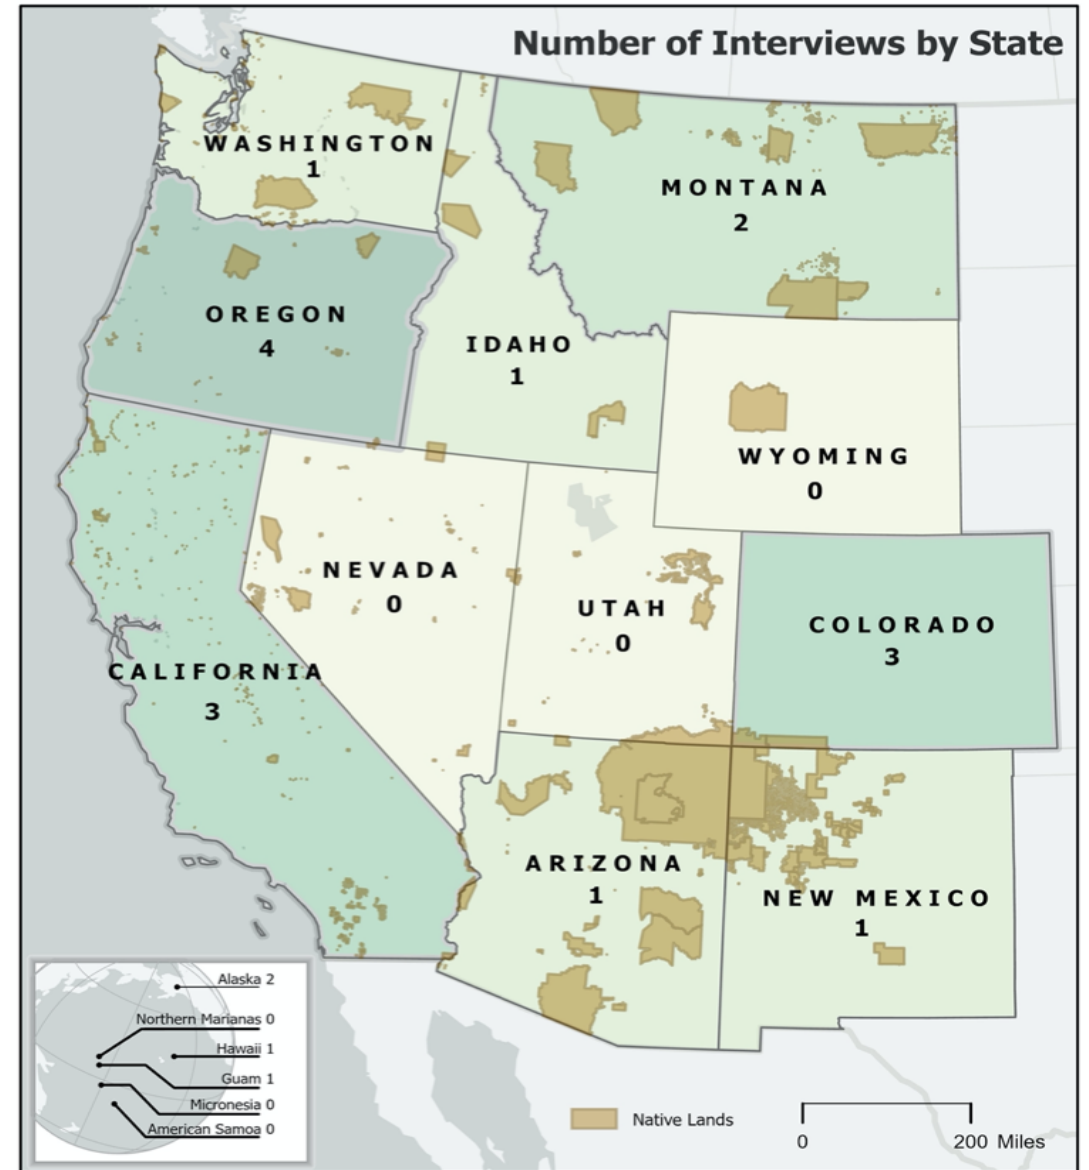 Number of Interviews by State
WASHINGTON
1
MONTANA
2
OREGON
4
IDAHO
1
WYOMING
0
NEVADA
0
UTAH
0
COLORADO
3
CALIFORNIA
3
ARIZONA
1
NEW MEXICO
1
Alaska 2
Northern Marianas 0
Hawaii 1
Guam 1
Micronesia 0
American Samoa 0
Native Lands
0 200 Miles